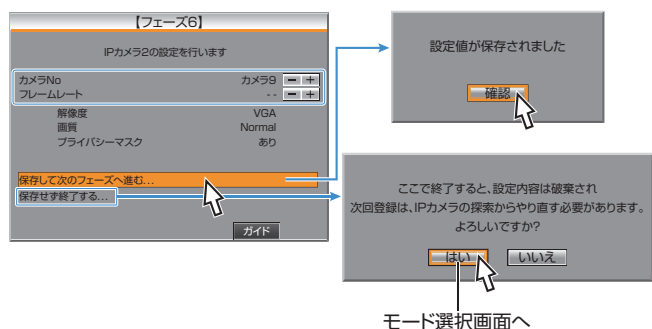 【フェーズ6】
IPカメラ2の設定を行います
カメラNo カメラ9 － ＋
フレームレート -- － ＋
解像度 VGA
画質 Normal
プライバシーマスク あり
保存して次のフェーズへ進む...
保存せず終了する...
ガイド
設定値が保存されました
確認
ここで終了すると、設定内容は破棄され
次回登録は、IPカメラの探索からやり直す必要があります。
よろしいですか?
はい いいえ
モード選択画面へ